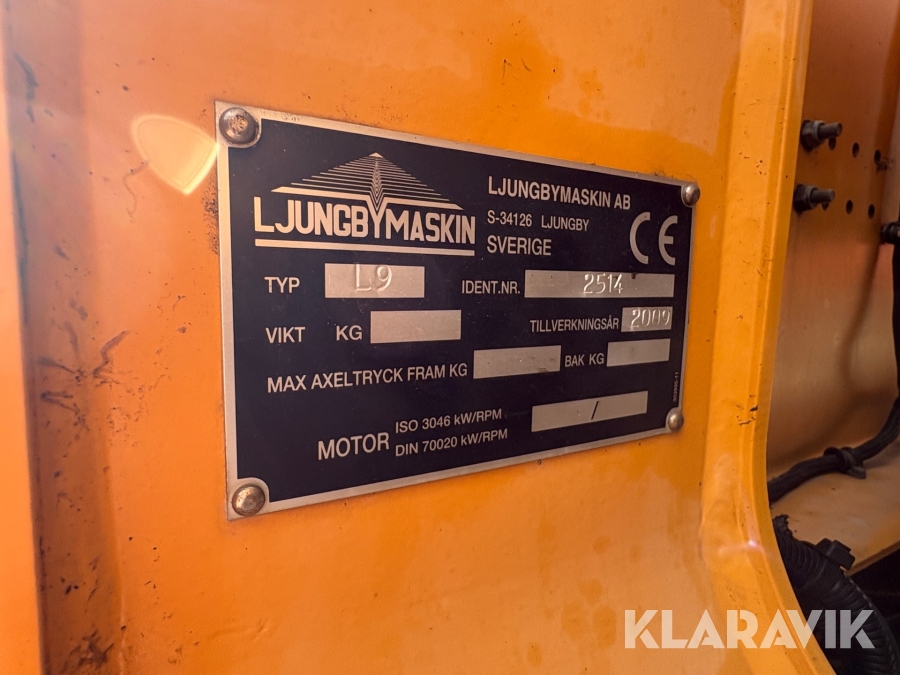 LJUNGBYMASKIN
LJUNGBYMASKIN AB
S-34126 LJUNGBY
SVERIGE
CE
TYP L9 IDENT.NR. 2514
VIKT KG TILLVERKNINGSÅR 2009
MAX AXELTRYCK FRAM KG BAK KG
MOTOR ISO 3046 kW/RPM /
DIN 70020 kW/RPM
KLARAVIK